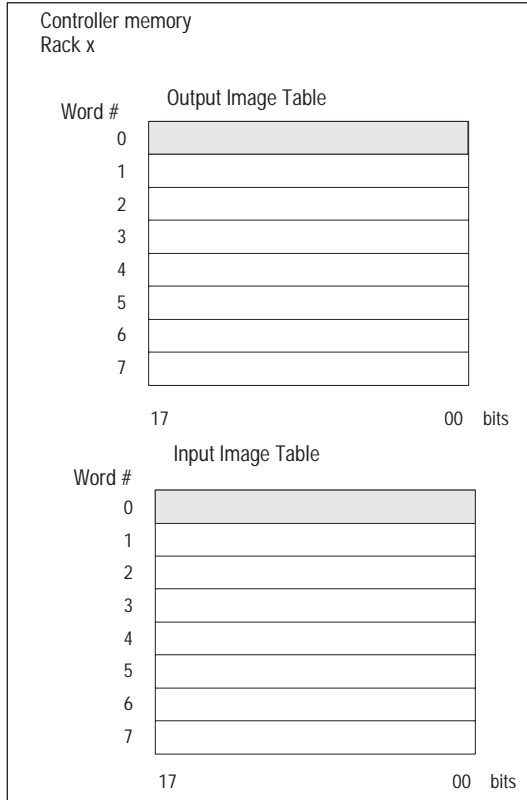 Controller memory
Rack x
Output Image Table
Word #
0
1
2
3
4
5
6
7
17 00 bits
Input Image Table
Word #
0
1
2
3
4
5
6
7
17 00 bits